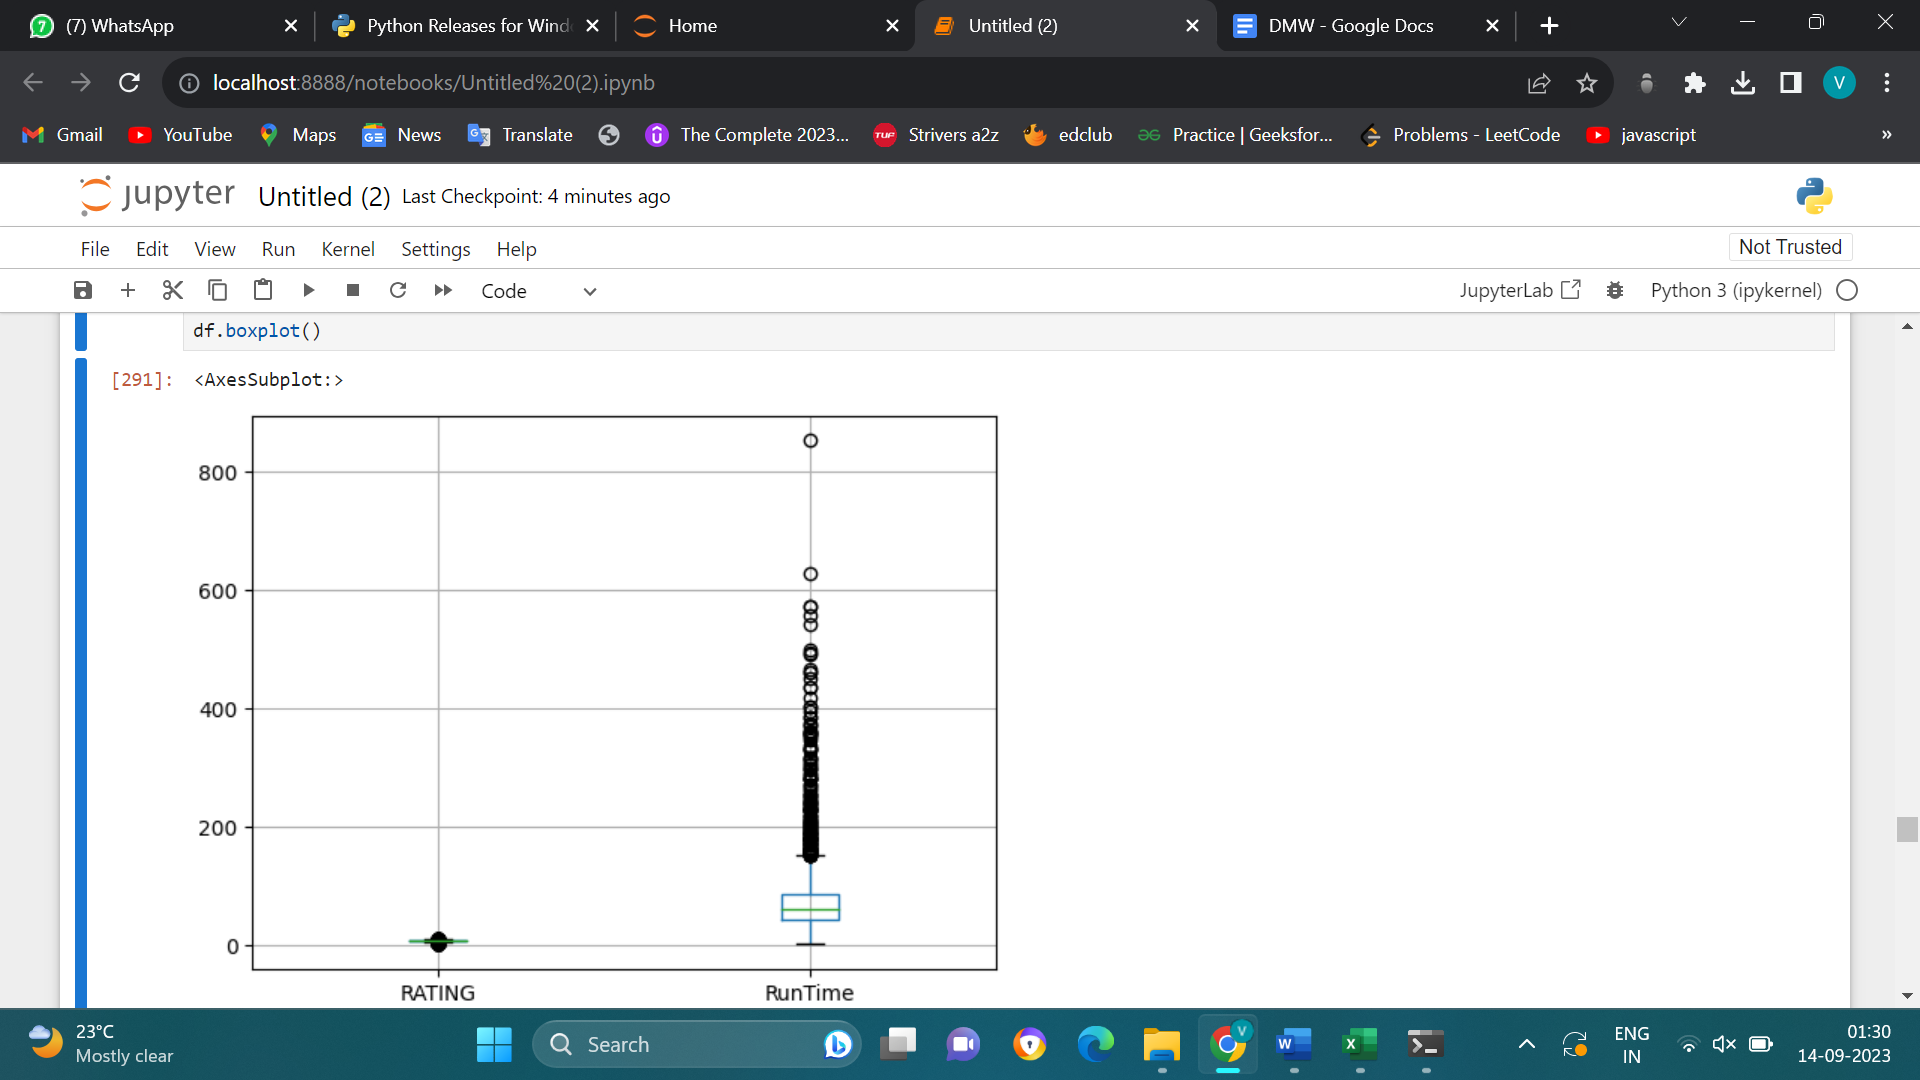 (7) WhatsApp
Python Releases for Wind
Home
Untitled (2)
DMW - Google Docs
localhost:8888/notebooks/Untitled%20(2).ipynb
V
Gmail
YouTube
Maps
News
Translate
The Complete 2023...
Strivers a2z
edclub
Practice | Geeksfor...
Problems - LeetCode
javascript
»
jupyter Untitled (2) Last Checkpoint: 4 minutes ago
File Edit View Run Kernel Settings Help
Not Trusted
Code
JupyterLab
Python 3 (ipykernel)
df.boxplot()
[291]: <AxesSubplot:>
800
600
400
200
0
RATING
RunTime
23°C
Mostly clear
Search
V
ENG
IN
01:30
14-09-2023